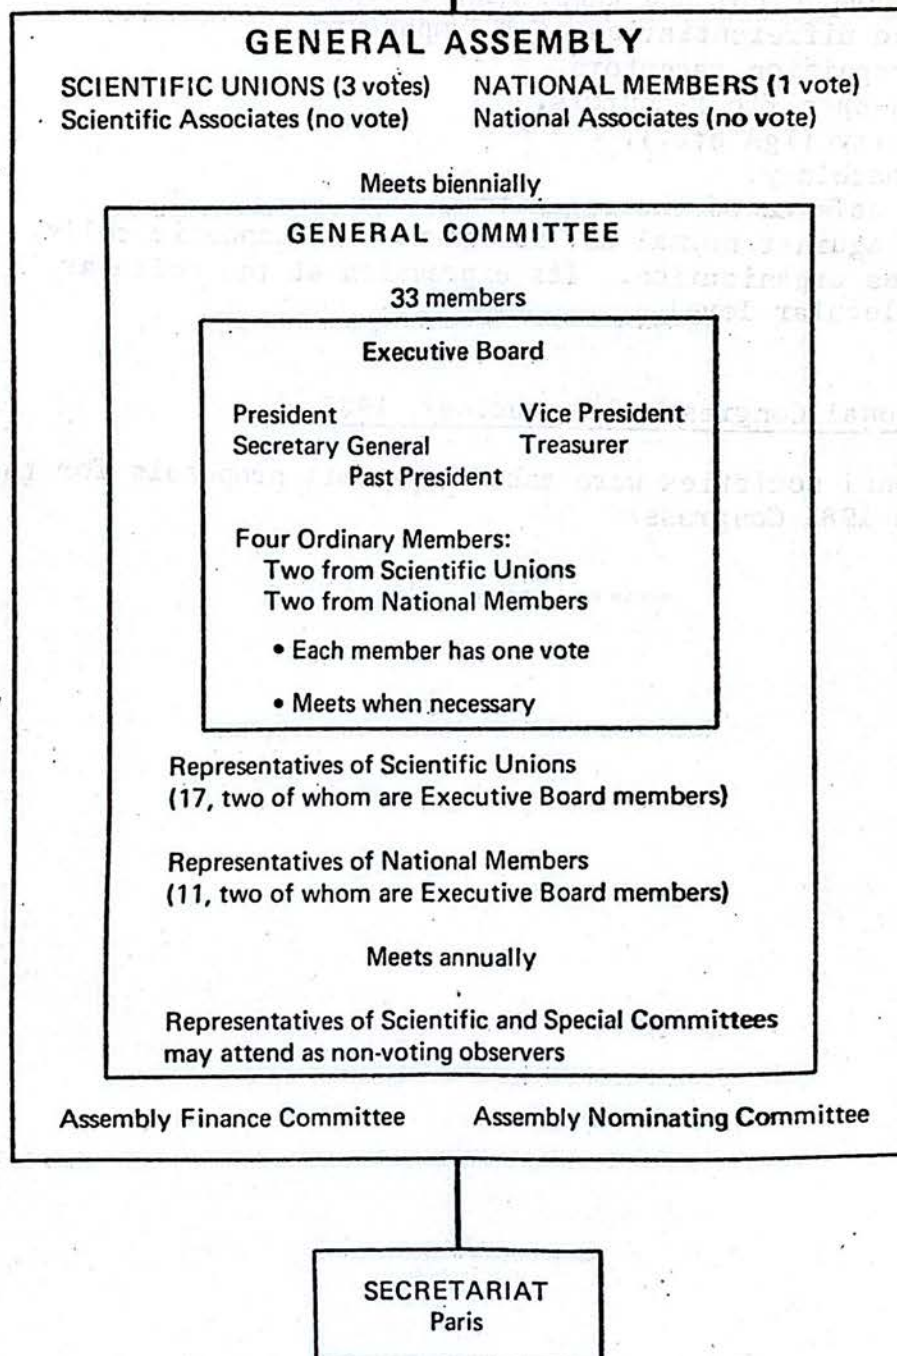 GENERAL ASSEMBLY
SCIENTIFIC UNIONS (3 votes) NATIONAL MEMBERS (1 vote)
Scientific Associates (no vote) National Associates (no vote)
Meets biennially
GENERAL COMMITTEE
33 members
Executive Board
President Vice President
Secretary General Treasurer
Past President
Four Ordinary Members:
Two from Scientific Unions
Two from National Members
• Each member has one vote
• Meets when necessary
Representatives of Scientific Unions
(17, two of whom are Executive Board members)
Representatives of National Members
(11, two of whom are Executive Board members)
Meets annually
Representatives of Scientific and Special Committees
may attend as non-voting observers
Assembly Finance Committee Assembly Nominating Committee
SECRETARIAT
Paris